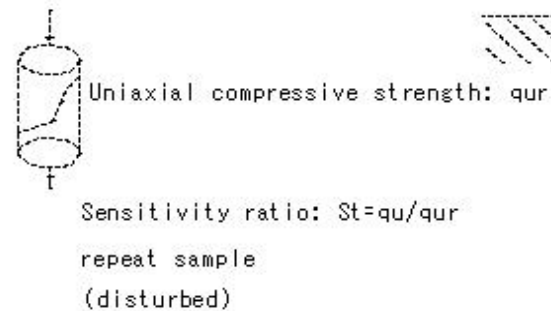 Uniaxial compressive strength: qur
Sensitivity ratio: St=qu/qur
repeat sample
(disturbed)